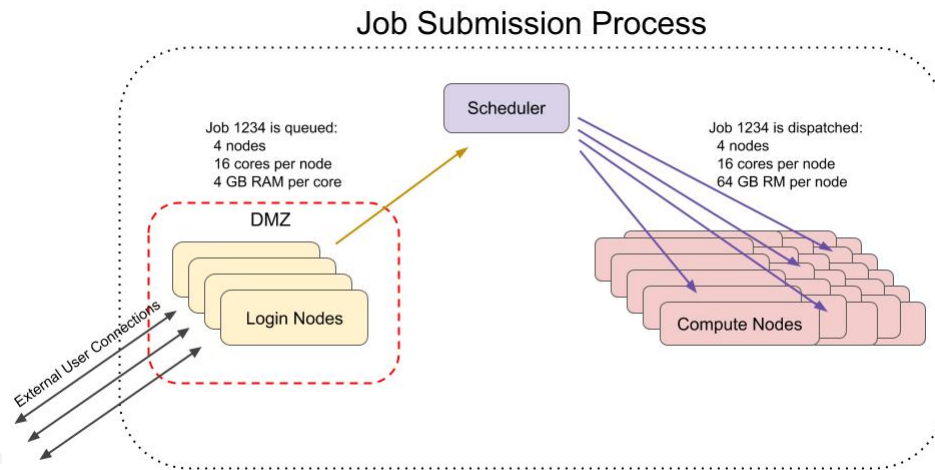 Job Submission Process
Scheduler
Job 1234 is queued:
4 nodes
16 cores per node
4 GB RAM per core
Job 1234 is dispatched:
4 nodes
16 cores per node
64 GB RM per node
DMZ
Login Nodes
Compute Nodes
External User Connections